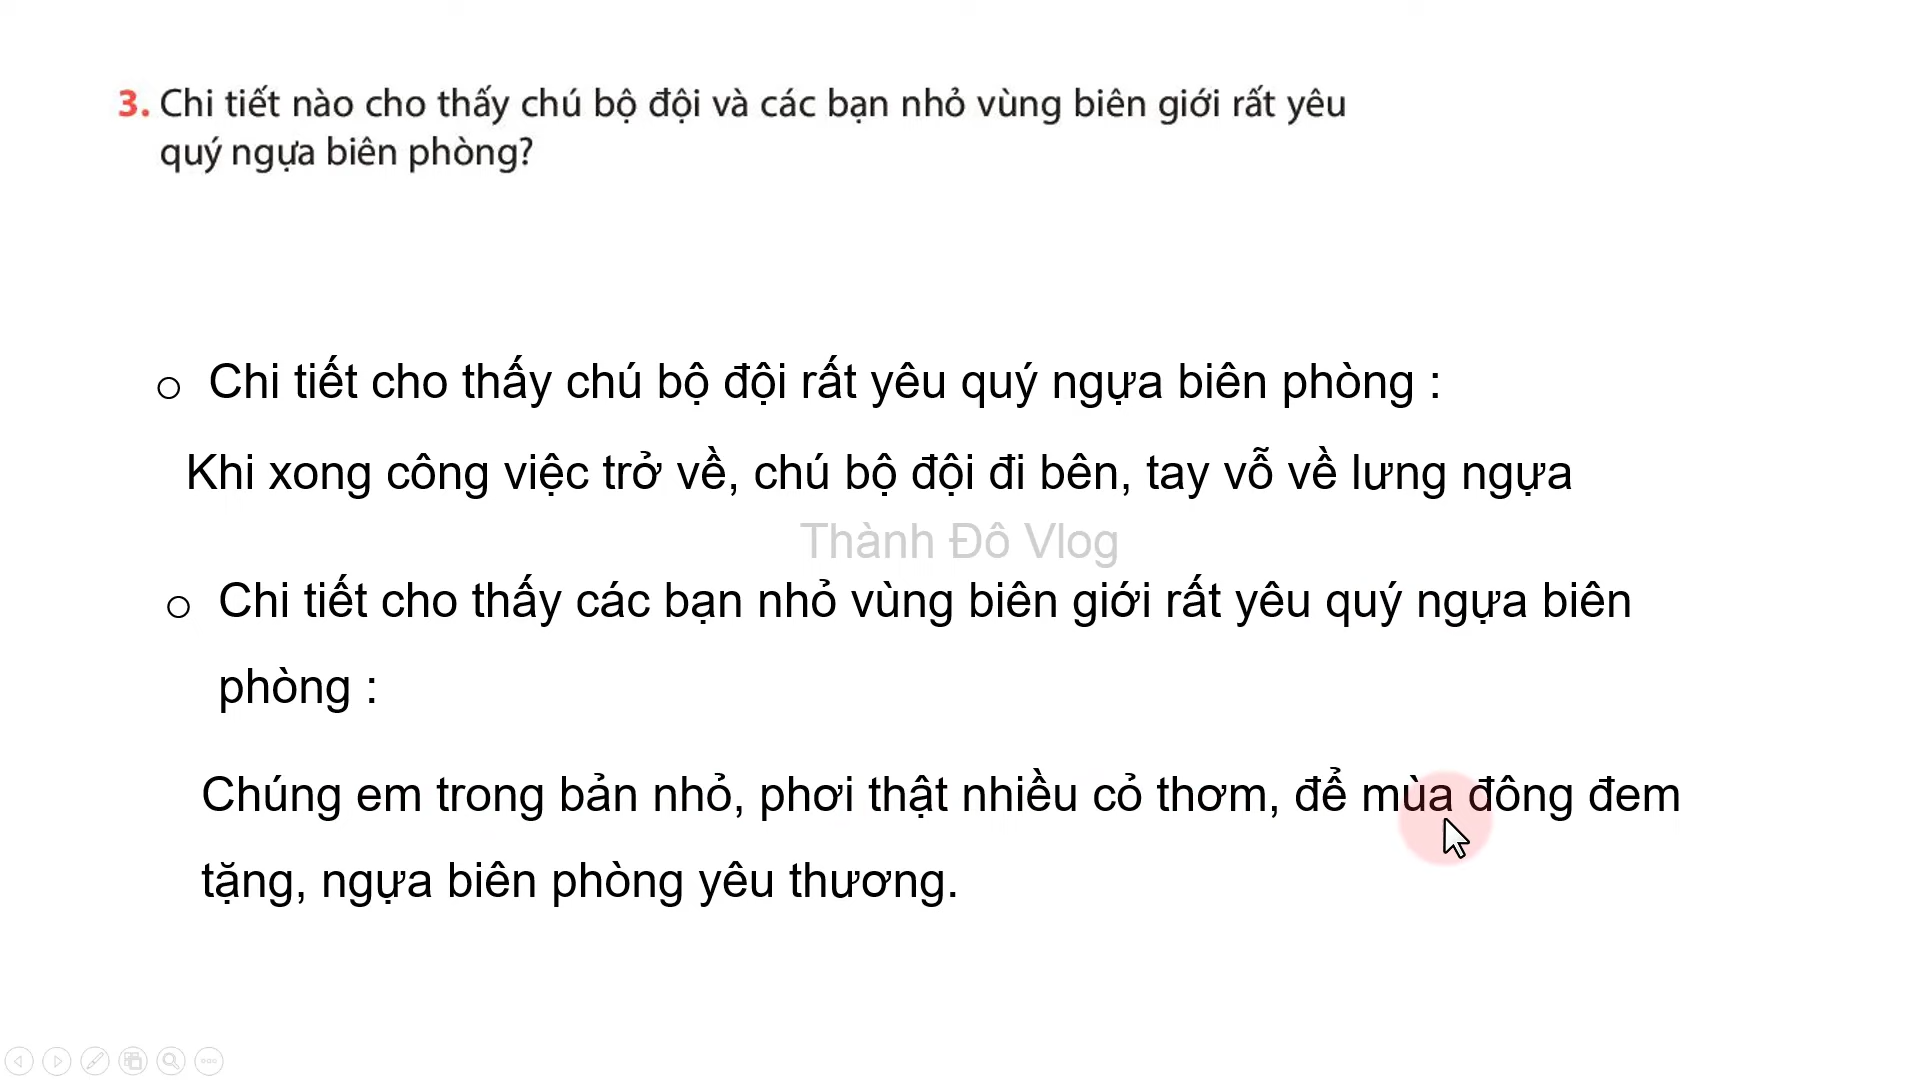 3. Chi tiết nào cho thấy chú bộ đội và các bạn nhỏ vùng biên giới rất yêu
quý ngựa biên phòng?
o Chi tiết cho thấy chú bộ đội rất yêu quý ngựa biên phòng :
Khi xong công việc trở về, chú bộ đội đi bên, tay vỗ về lưng ngựa
Thành Đô Vlog
o Chi tiết cho thấy các bạn nhỏ vùng biên giới rất yêu quý ngựa biên
phòng :
Chúng em trong bản nhỏ, phơi thật nhiều cỏ thơm, để mùa đông đem
tặng, ngựa biên phòng yêu thương.